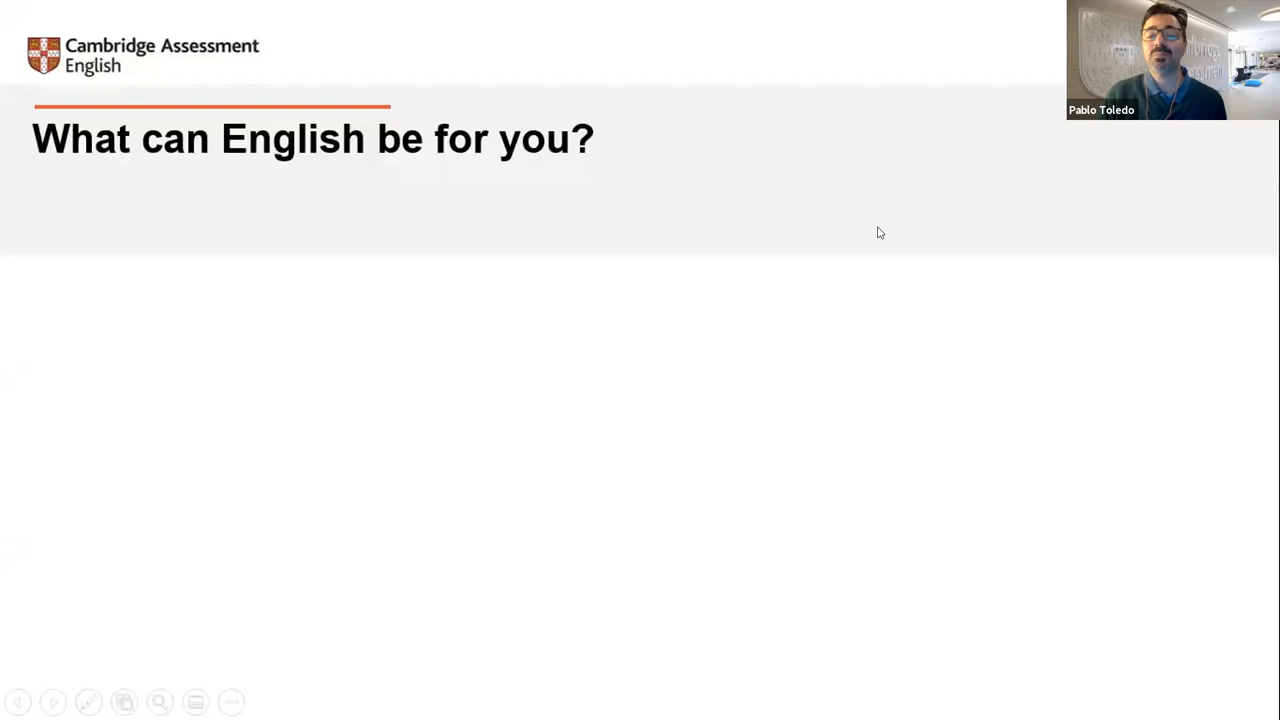 Cambridge Assessment
English
What can English be for you?
Pablo Toledo